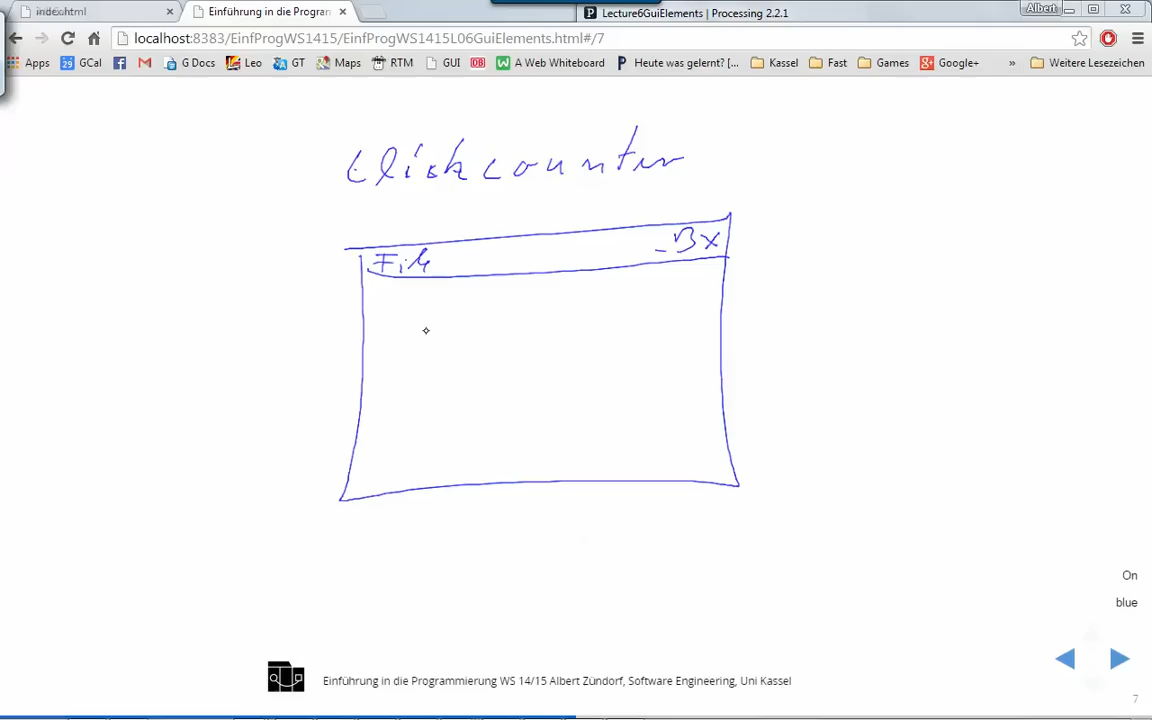 index.html
Einführung in die Program
Lecture6GuiElements | Processing 2.2.1
Albert
localhost:8383/EinfProgWS1415/EinfProgWS1415L06GuiElements.html#/7
Apps GCal G Docs Leo GT Maps RTM GUI A Web Whiteboard Heute was gelernt? [... Kassel Fast Games Google+ » Weitere Lesezeichen
Clickcounter
File
On
blue
Einführung in die Programmierung WS 14/15 Albert Zündorf, Software Engineering, Uni Kassel
7